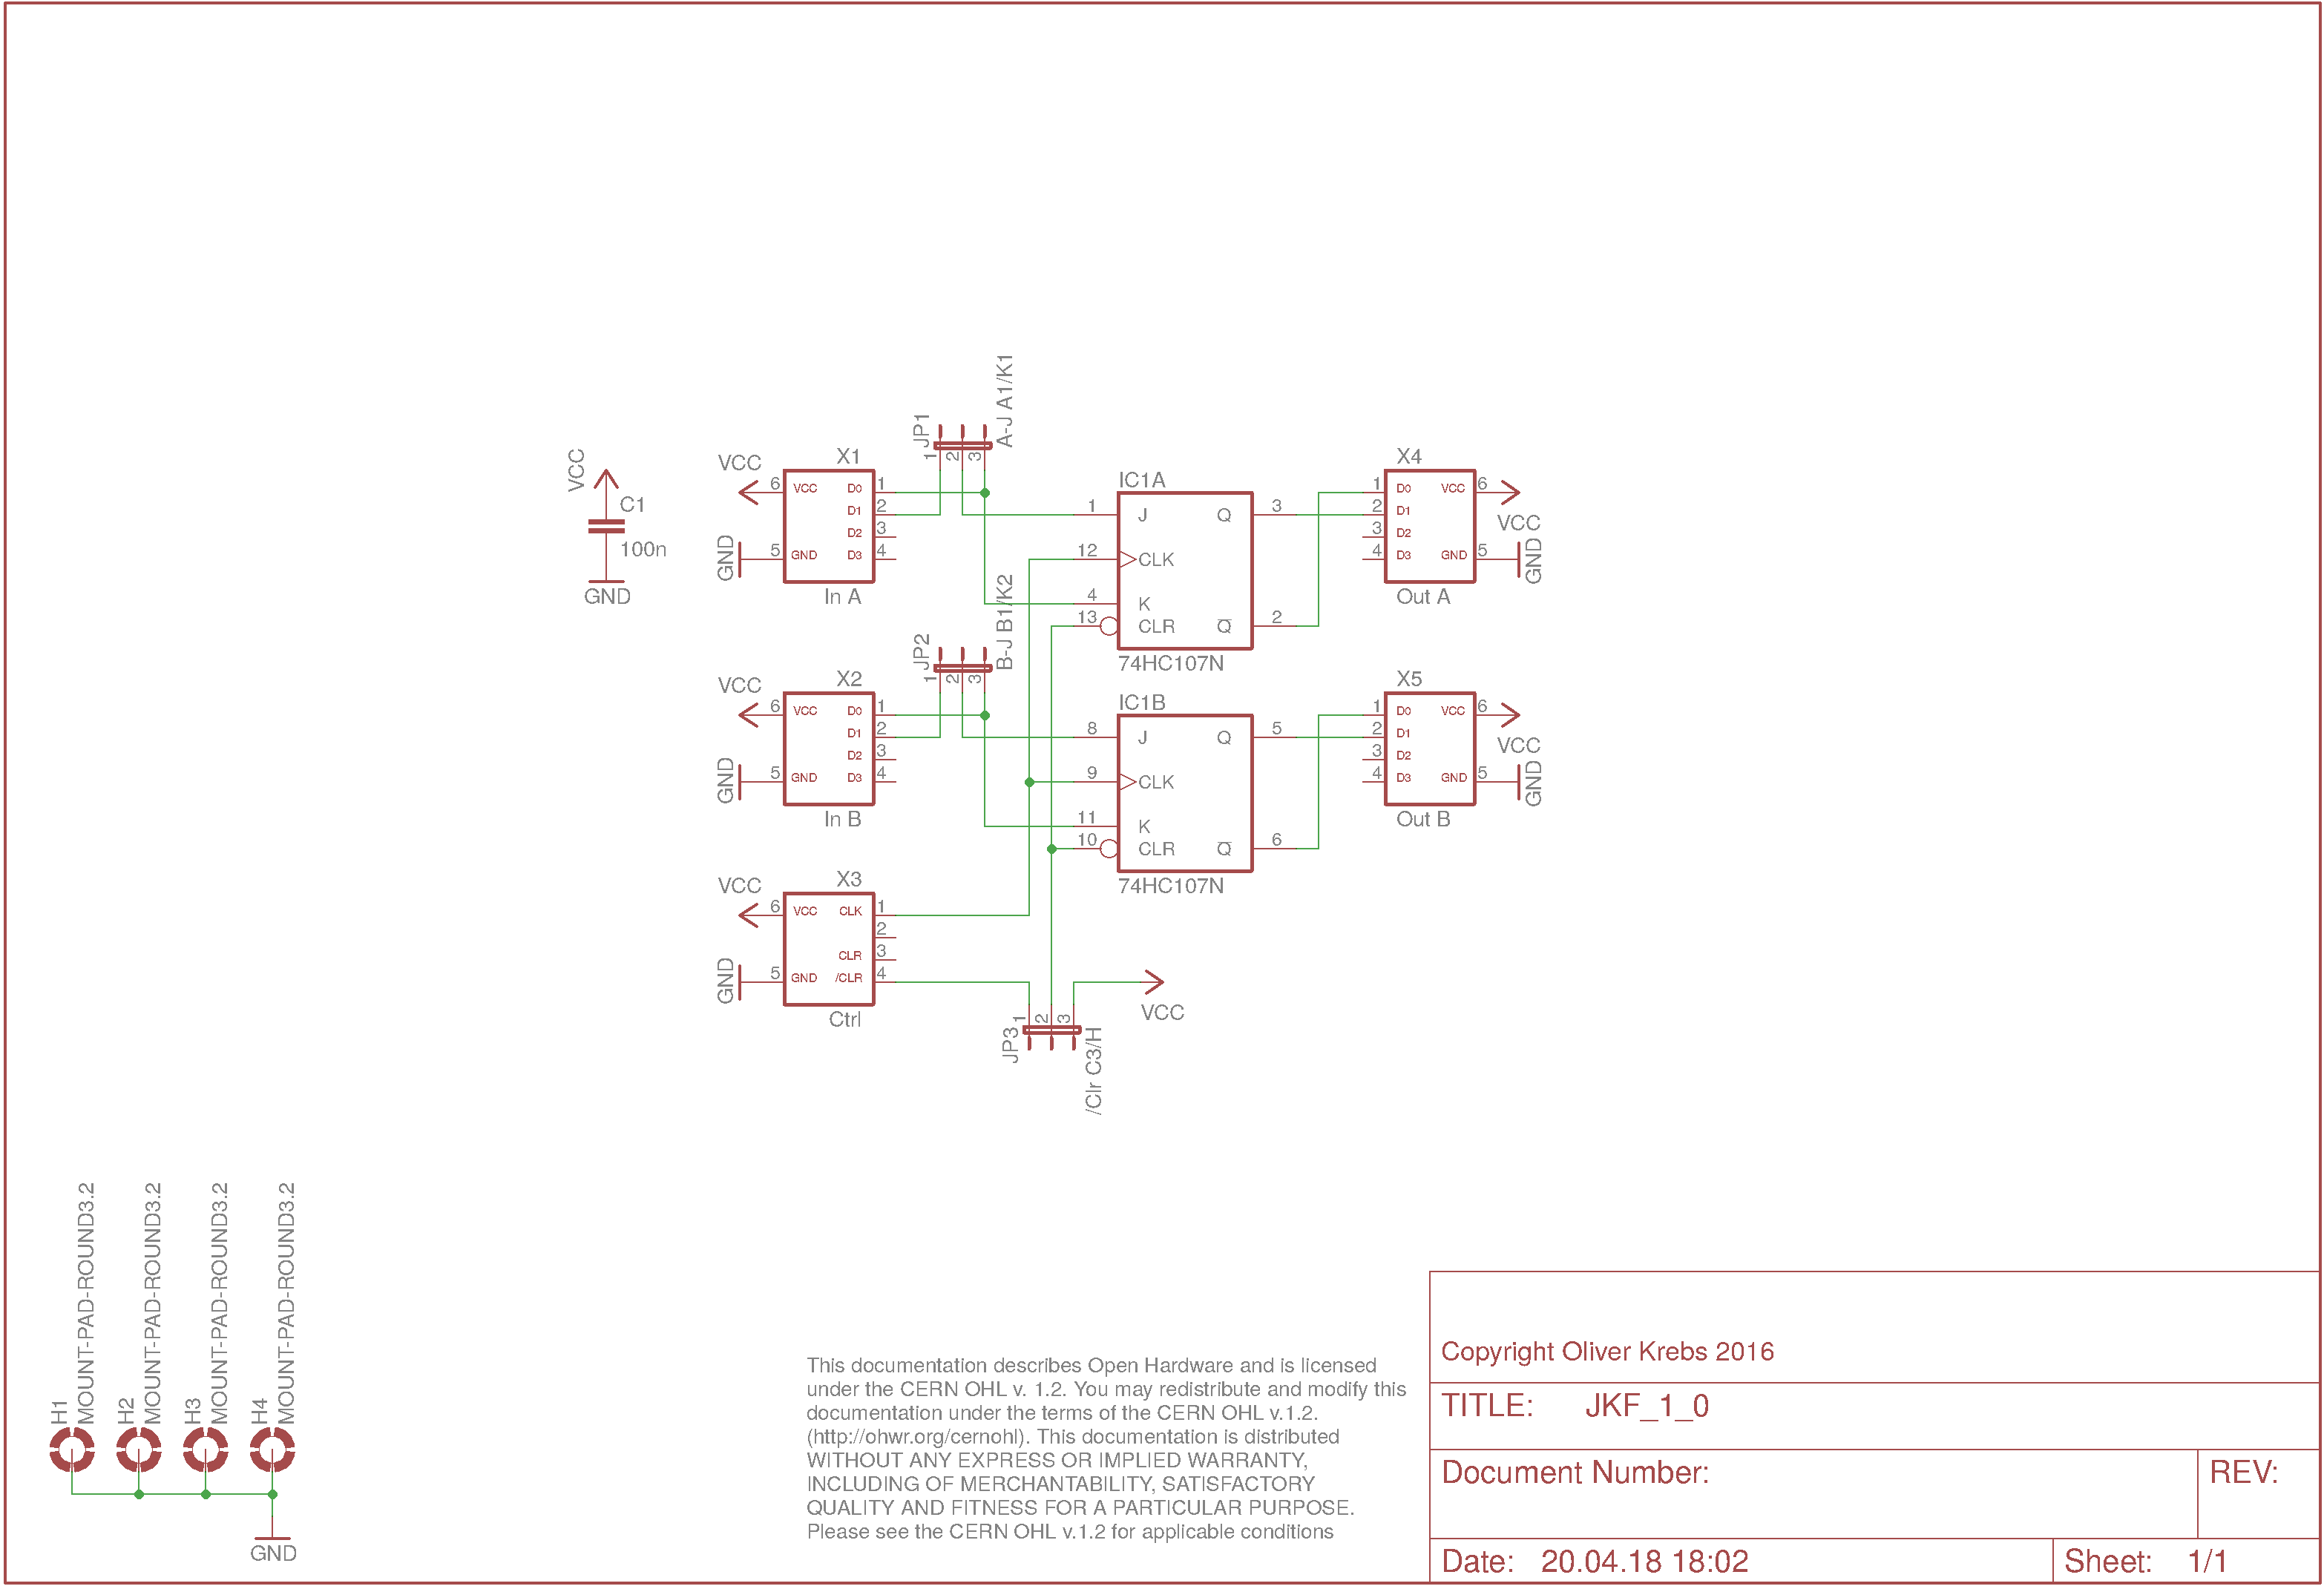 A-J A1/K1
JP1
1
2
3
VCC
C1
100n
GND
VCC
X1
6
VCC
D0
1
D1
2
D2
3
5
GND
D3
4
GND
In A
IC1A
1
J
Q
3
12
CLK
4
K
13
CLR
Q
2
74HC107N
X4
1
D0
VCC
6
2
D1
VCC
3
D2
4
D3
GND
5
GND
Out A
B-J B1/K2
JP2
1
2
3
VCC
X2
6
VCC
D0
1
D1
2
D2
3
5
GND
D3
4
GND
In B
IC1B
8
J
Q
5
9
CLK
11
K
10
CLR
Q
6
74HC107N
X5
1
D0
VCC
6
2
D1
VCC
3
D2
4
D3
GND
5
GND
Out B
VCC
X3
6
VCC
CLK
1
2
CLR
3
5
GND
/CLR
4
GND
Ctrl
JP3
1
2
3
VCC
/Clr C3/H
H1
MOUNT-PAD-ROUND3.2
H2
MOUNT-PAD-ROUND3.2
H3
MOUNT-PAD-ROUND3.2
H4
MOUNT-PAD-ROUND3.2
GND
This documentation describes Open Hardware and is licensed
under the CERN OHL v. 1.2. You may redistribute and modify this
documentation under the terms of the CERN OHL v.1.2.
(http://ohwr.org/cernohl). This documentation is distributed
WITHOUT ANY EXPRESS OR IMPLIED WARRANTY,
INCLUDING OF MERCHANTABILITY, SATISFACTORY
QUALITY AND FITNESS FOR A PARTICULAR PURPOSE.
Please see the CERN OHL v.1.2 for applicable conditions
Copyright Oliver Krebs 2016
TITLE: JKF_1_0
Document Number:
REV:
Date: 20.04.18 18:02
Sheet: 1/1